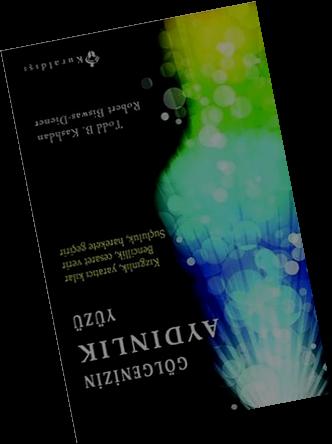 GÖLGENİZİN
AYDINLIK
YÜZÜ
Kızgınlık, yaratıcı kılar
Bencillik, cesaret verir
Suçluluk, harekete geçirir
Todd B. Kashdan
Robert Biswas-Diener
Kuraldışı